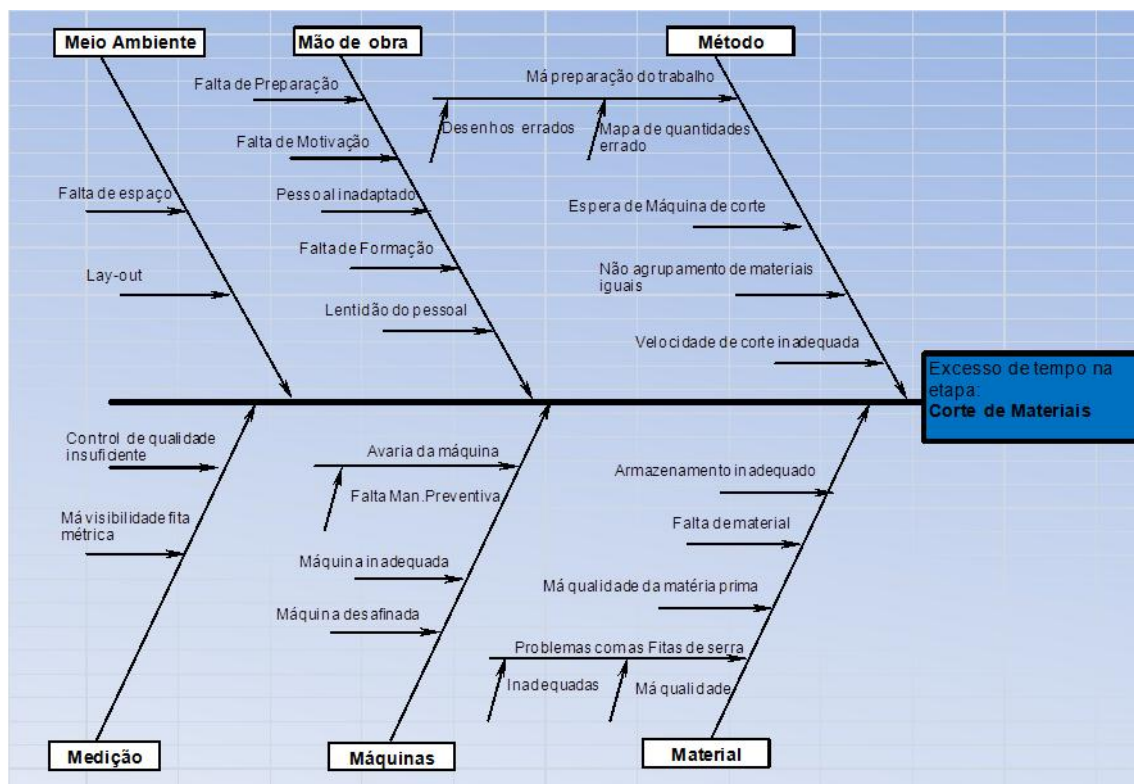 Meio Ambiente
Mão de obra
Método
Falta de Preparação
Má preparação do trabalho
Desenhos errados
Mapa de quantidades
errado
Falta de Motivação
Falta de espaço
Pessoal inadaptado
Espera de Máquina de corte
Falta de Formação
Lay-out
Não agrupamento de materiais
iguais
Lentidão do pessoal
Velocidade de corte inadequada
Excesso de tempo na
etapa:
Corte de Materiais
Control de qualidade
insuficiente
Avaria da máquina
Falta Man.Preventiva
Armazenamento inadequado
Má visibilidade fita
métrica
Falta de material
Máquina inadequada
Má qualidade da matéria prima
Máquina desafinada
Problemas com as Fitas de serra
Inadequadas
Má qualidade
Medição
Máquinas
Material